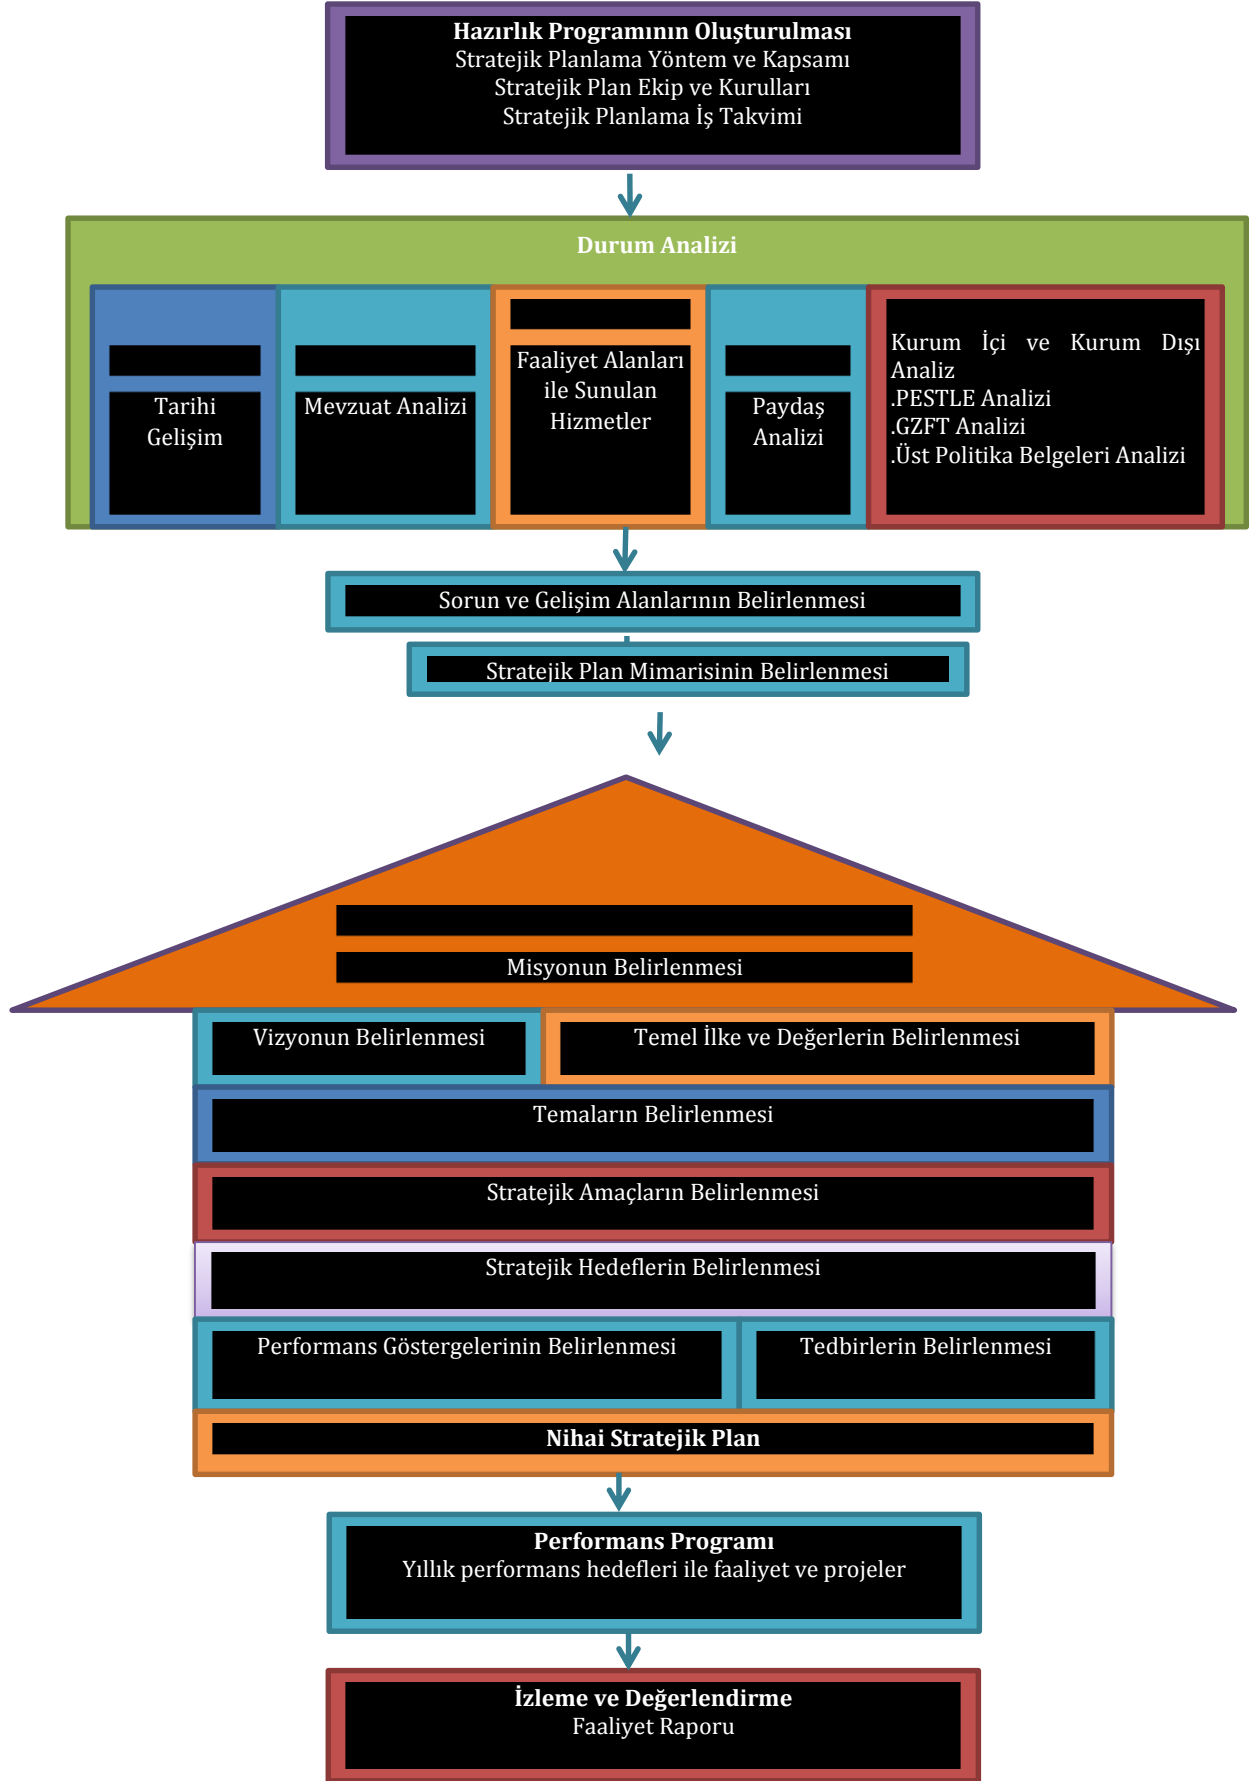 Hazırlık Programının Oluşturulması
Stratejik Planlama Yöntem ve Kapsamı
Stratejik Plan Ekip ve Kurulları
Stratejik Planlama İş Takvimi
Durum Analizi
Tarihi
Gelişim
Mevzuat Analizi
Faaliyet Alanları
ile Sunulan
Hizmetler
Paydaş
Analizi
Kurum İçi ve Kurum Dışı
Analiz
.PESTLE Analizi
.GZFT Analizi
.Üst Politika Belgeleri Analizi
Sorun ve Gelişim Alanlarının Belirlenmesi
Stratejik Plan Mimarisinin Belirlenmesi
Misyonun Belirlenmesi
Vizyonun Belirlenmesi
Temel İlke ve Değerlerin Belirlenmesi
Temaların Belirlenmesi
Stratejik Amaçların Belirlenmesi
Stratejik Hedeflerin Belirlenmesi
Performans Göstergelerinin Belirlenmesi
Tedbirlerin Belirlenmesi
Nihai Stratejik Plan
Performans Programı
Yıllık performans hedefleri ile faaliyet ve projeler
İzleme ve Değerlendirme
Faaliyet Raporu